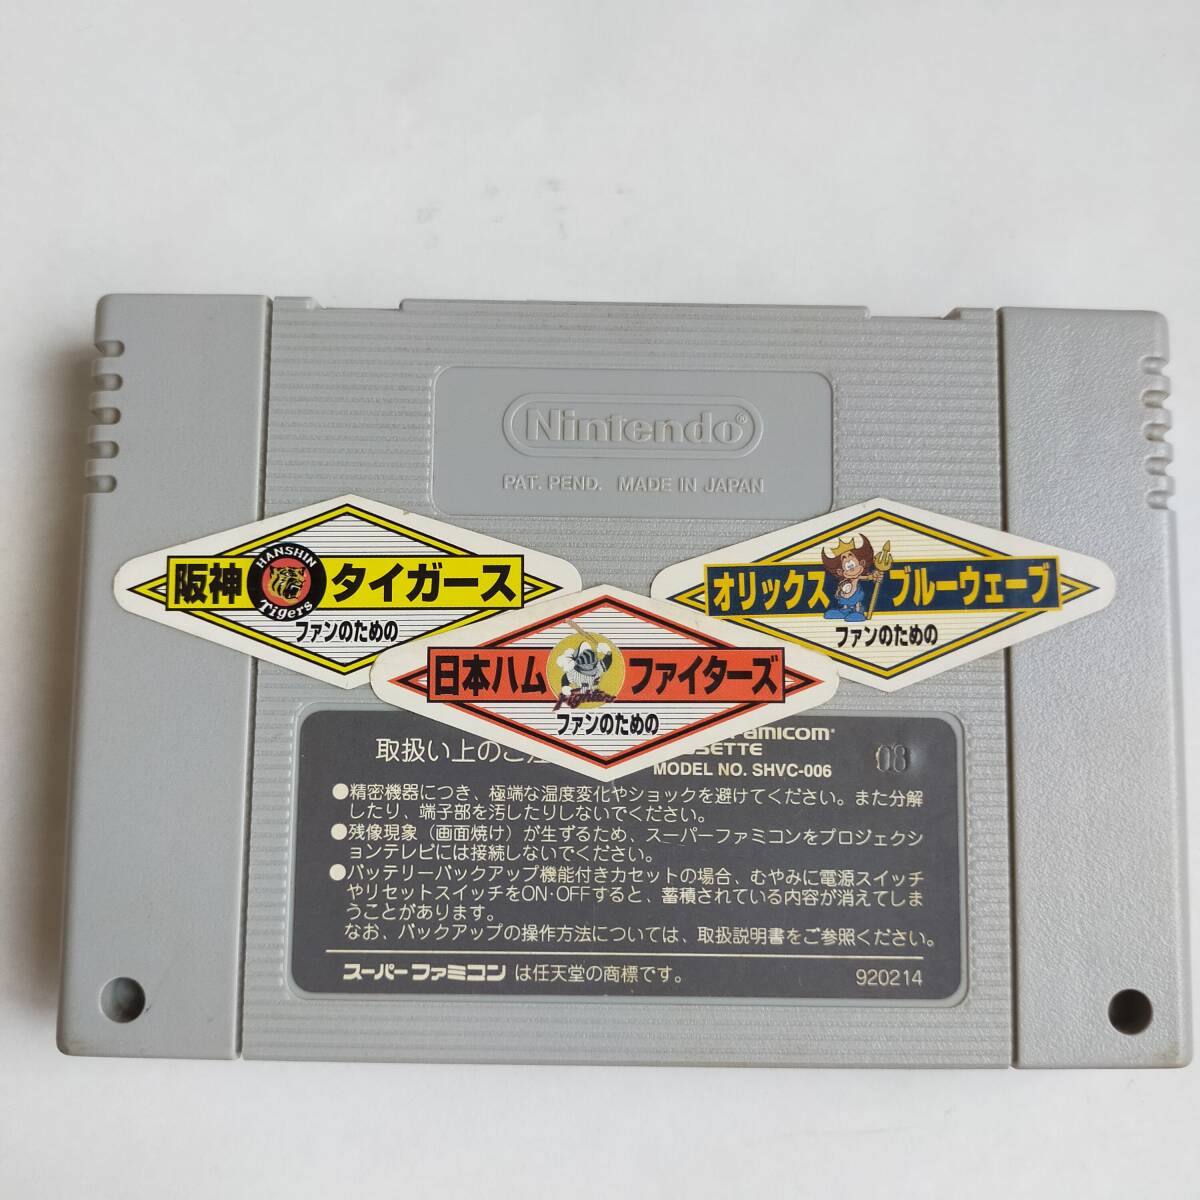 Nintendo®
PAT. PEND. MADE IN JAPAN
阪神 HANSHIN Tigers タイガース
ファンのための
オリックス ブルーウェーブ
ファンのための
日本ハム Fighters ファイターズ
ファンのための
取扱い上のご
MODEL NO. SHVC-006
08
●精密機器につき、極端な温度変化やショックを避けてください。また分解
したり、端子部を汚したりしないでください。
●残像現象（画面焼け）が生ずるため、スーパーファミコンをプロジェクシ
ョンテレビには接続しないでください。
●バッテリーバックアップ機能付きカセットの場合、むやみに電源スイッチ
やリセットスイッチをON・OFFすると、蓄積されている内容が消えてしま
うことがあります。
なお、バックアップの操作方法については、取扱説明書をご参照ください。
スーパーファミコン は任天堂の商標です。
920214